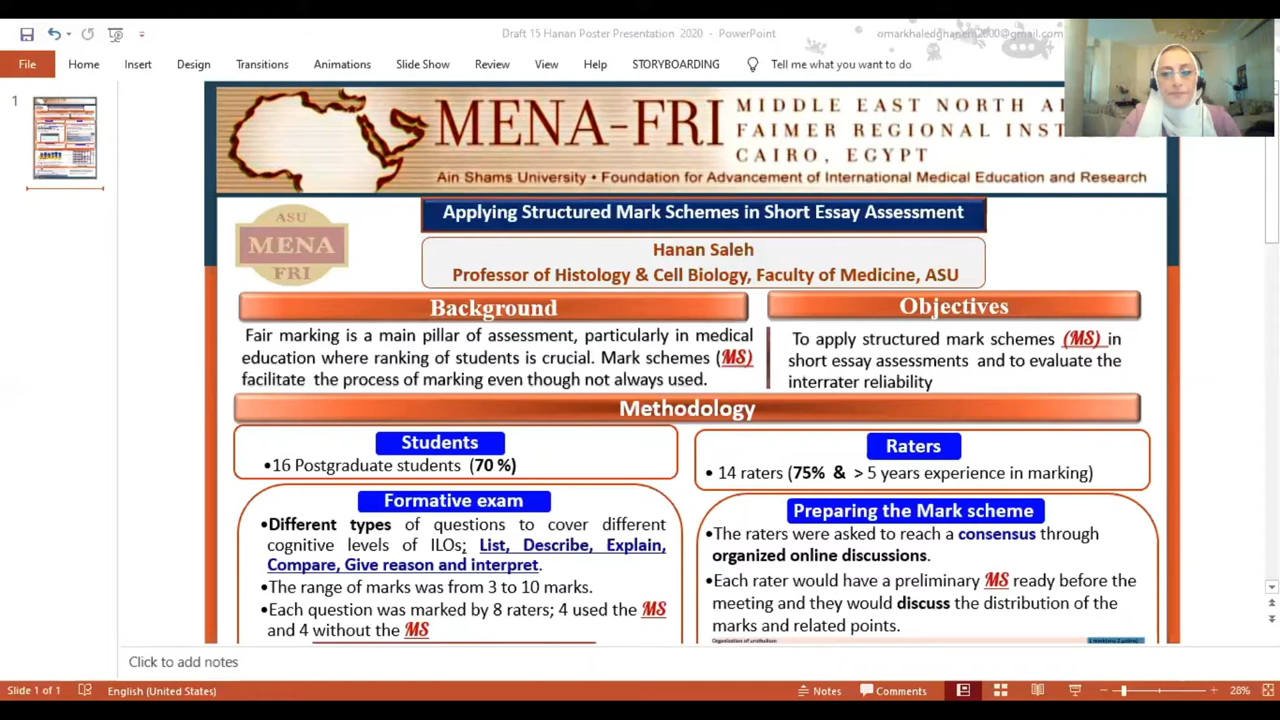 Draft 15 Hanan Poster Presentation 2020 - PowerPoint
omarkhaledghanem2000@gmail.com
File Home Insert Design Transitions Animations Slide Show Review View Help STORYBOARDING Tell me what you want to do
1
MENA-FRI
MIDDLE EAST NORTH
FAIMER REGIONAL
CAIRO, EGYPT
Ain Shams University • Foundation for Advancement of International Medical Education and Research
ASU
MENA
FRI
Applying Structured Mark Schemes in Short Essay Assessment
Hanan Saleh
Professor of Histology & Cell Biology, Faculty of Medicine, ASU
Background
Fair marking is a main pillar of assessment, particularly in medical
education where ranking of students is crucial. Mark schemes (MS)
facilitate the process of marking even though not always used.
Objectives
To apply structured mark schemes (MS) in
short essay assessments and to evaluate the
interrater reliability
Methodology
Students
•16 Postgraduate students (70 %)
Raters
• 14 raters (75% & > 5 years experience in marking)
Formative exam
•Different types of questions to cover different
cognitive levels of ILOs; List, Describe, Explain,
Compare, Give reason and interpret.
•The range of marks was from 3 to 10 marks.
•Each question was marked by 8 raters; 4 used the MS
and 4 without the MS
Preparing the Mark scheme
•The raters were asked to reach a consensus through
organized online discussions.
•Each rater would have a preliminary MS ready before the
meeting and they would discuss the distribution of the
marks and related points.
Organization of urothelium
Click to add notes
Slide 1 of 1 English (United States) Notes Comments 28%